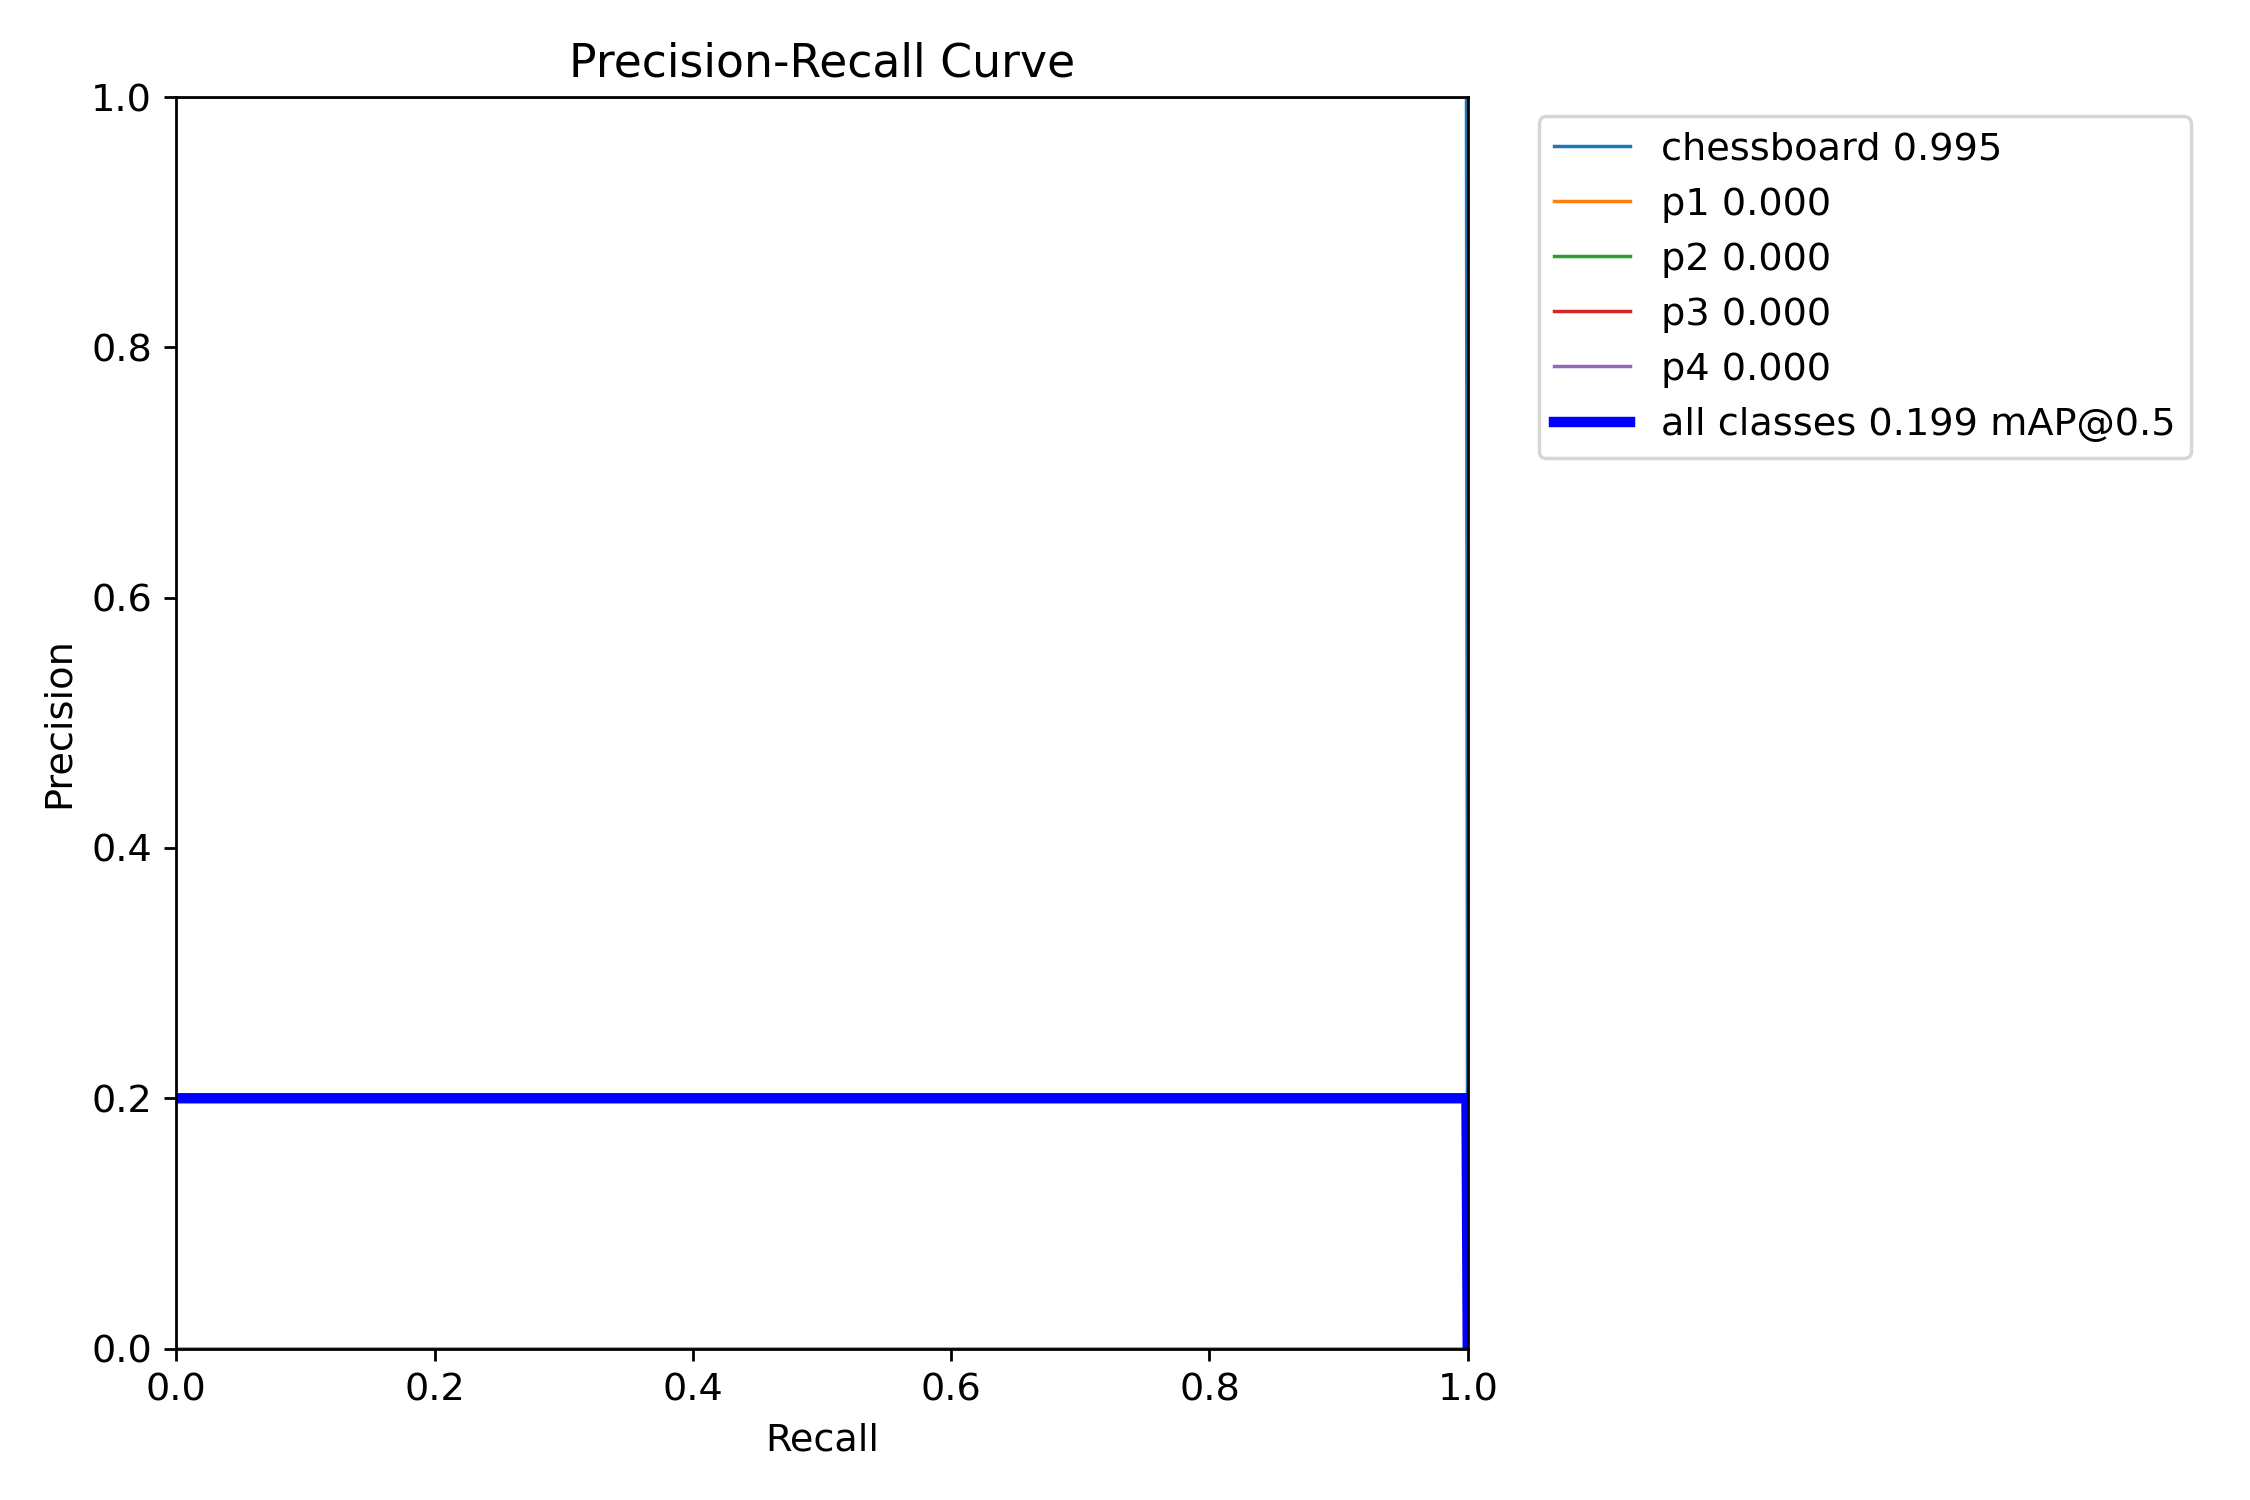 Precision-Recall Curve
1.0
0.8
0.6
0.4
0.2
0.0
Precision
0.0 0.2 0.4 0.6 0.8 1.0
Recall
chessboard 0.995
p1 0.000
p2 0.000
p3 0.000
p4 0.000
all classes 0.199 mAP@0.5